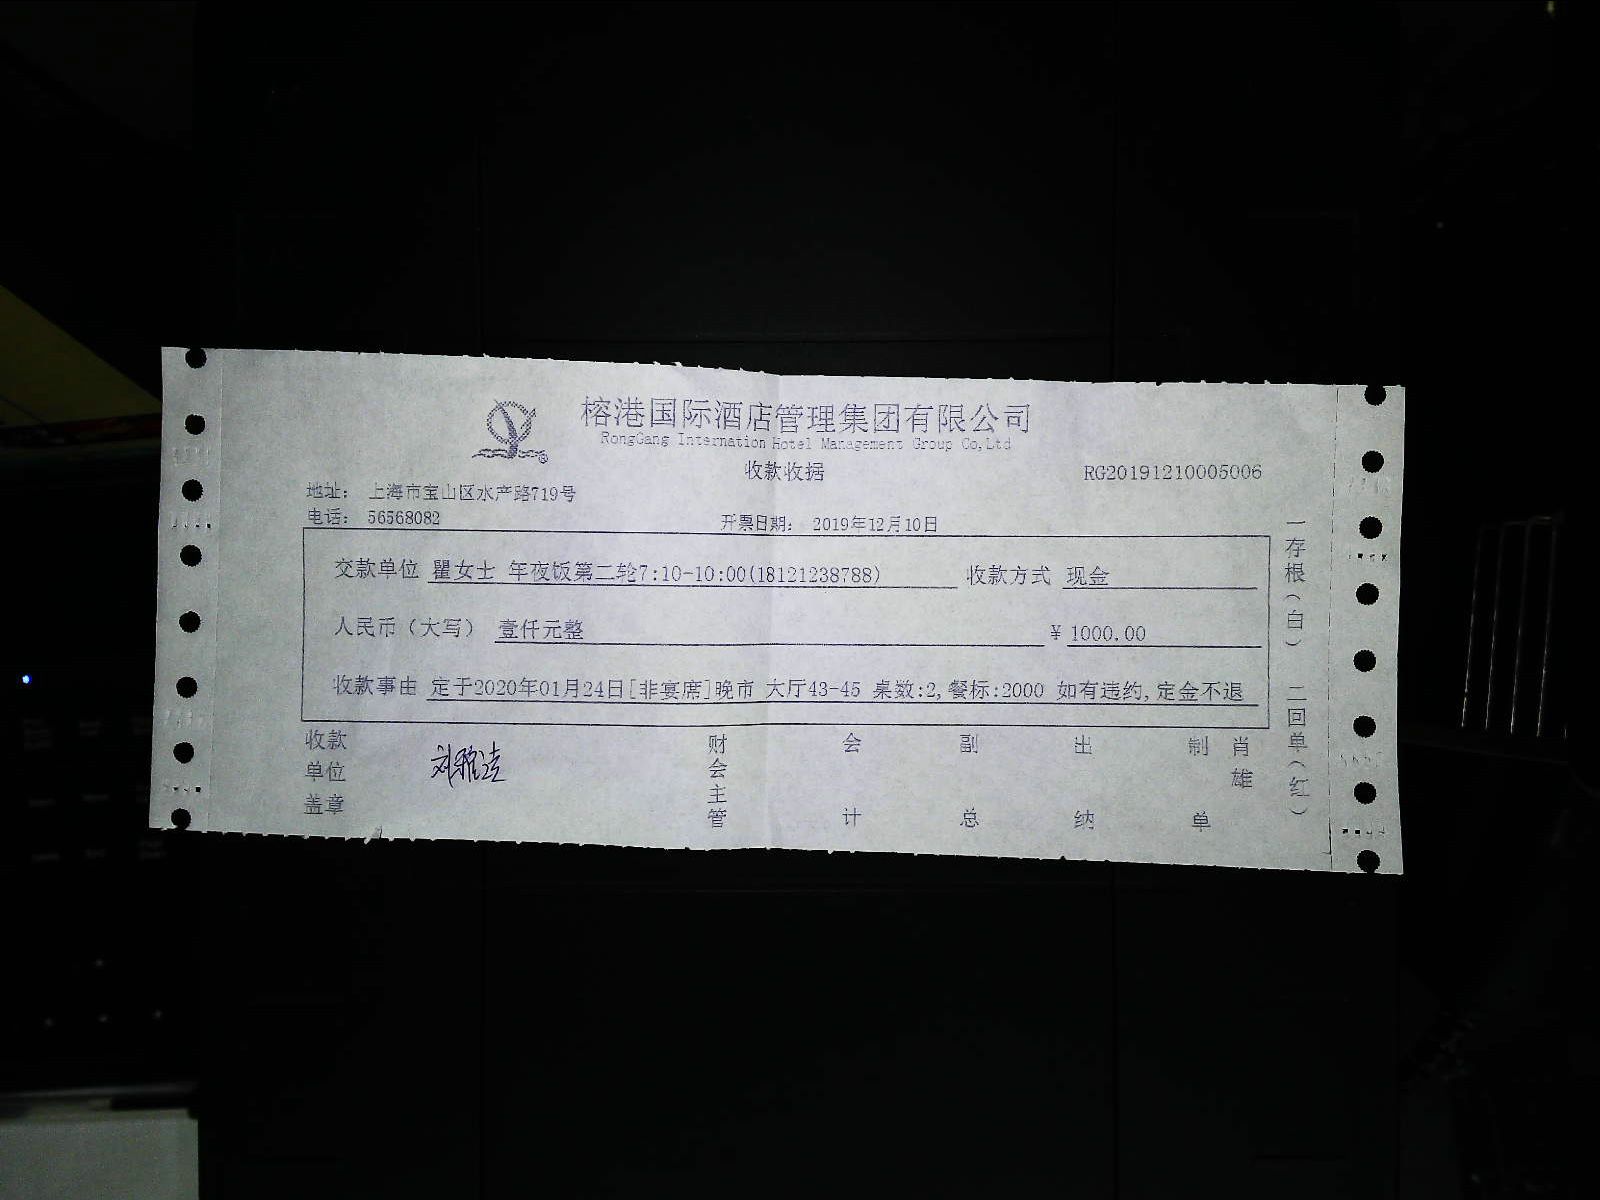 榕港国际酒店管理集团有限公司
RongGang Internation Hotel Management Group Co,Ltd
收款收据
RG20191210005006
地址： 上海市宝山区水产路719号
电话： 56568082
开票日期： 2019年12月10日
交款单位 瞿女士 年夜饭第二轮7:10-10:00(18121238788) 收款方式 现金
人民币（大写） 壹仟元整 ¥ 1000.00
收款事由 定于2020年01月24日[非宴席]晚市 大厅43-45 桌数:2,餐标:2000 如有违约,定金不退
收款单位盖章
财会主管
会计
副总
出纳
制单
肖雄
一存根（白） 二回单（红）